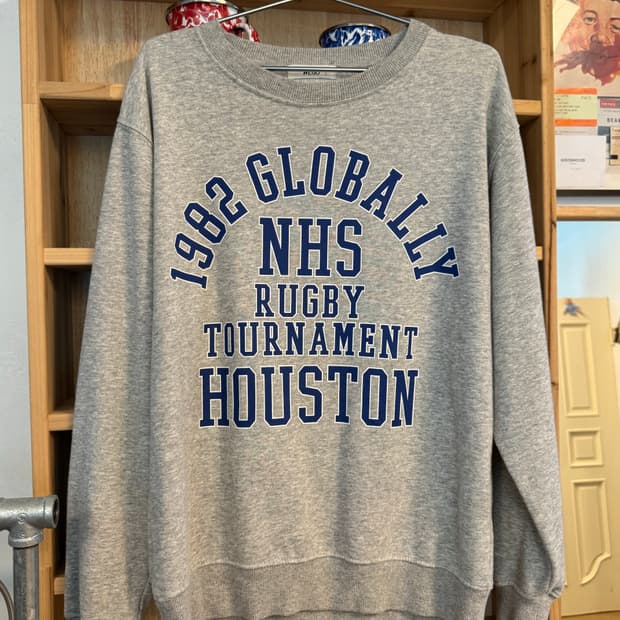 1982 GLOBALLY
NHS
RUGBY
TOURNAMENT
HOUSTON